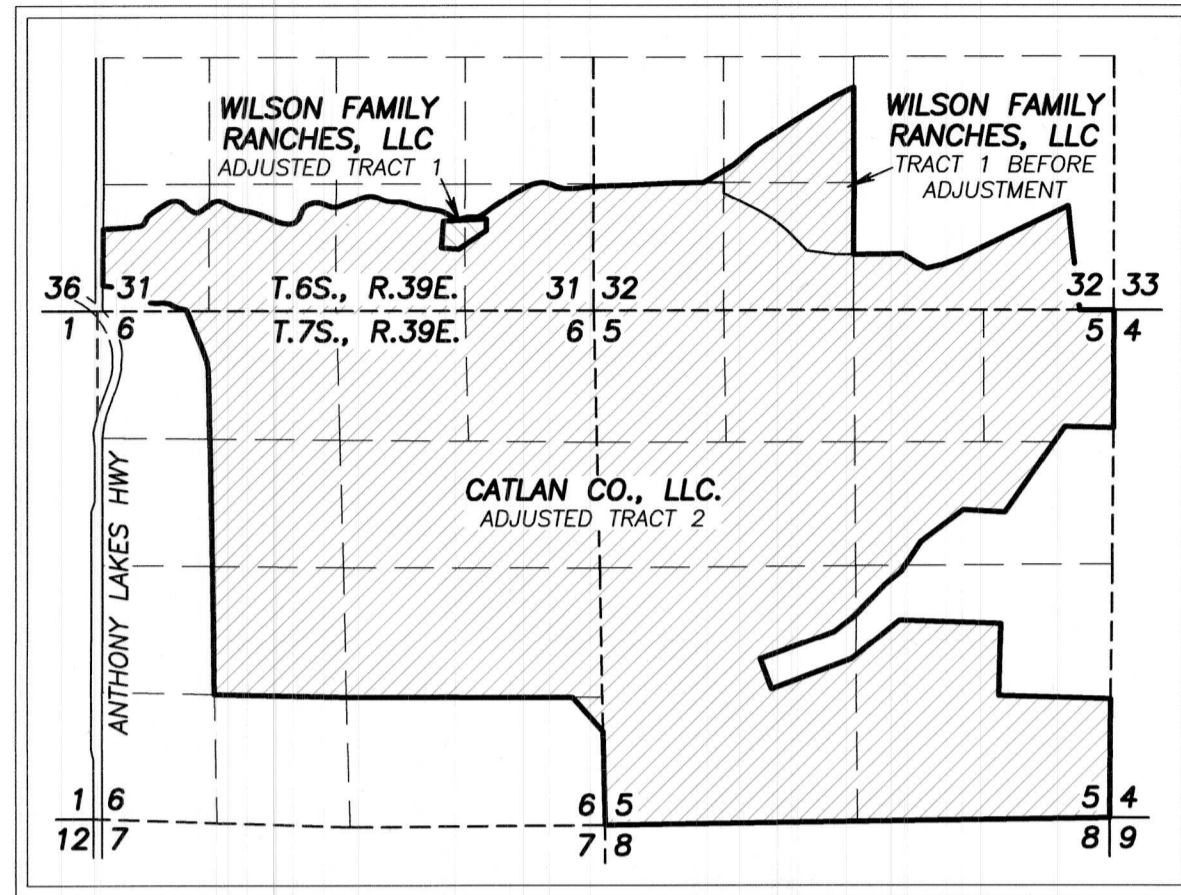 WILSON FAMILY
RANCHES, LLC
ADJUSTED TRACT 1
WILSON FAMILY
RANCHES, LLC
TRACT 1 BEFORE
ADJUSTMENT
36 31
T.6S., R.39E.
31 32
32 33
1 6
T.7S., R.39E.
6 5
5 4
CATLAN CO., LLC.
ADJUSTED TRACT 2
ANTHONY LAKES HWY
1 6
6 5
5 4
12 7
7 8
8 9